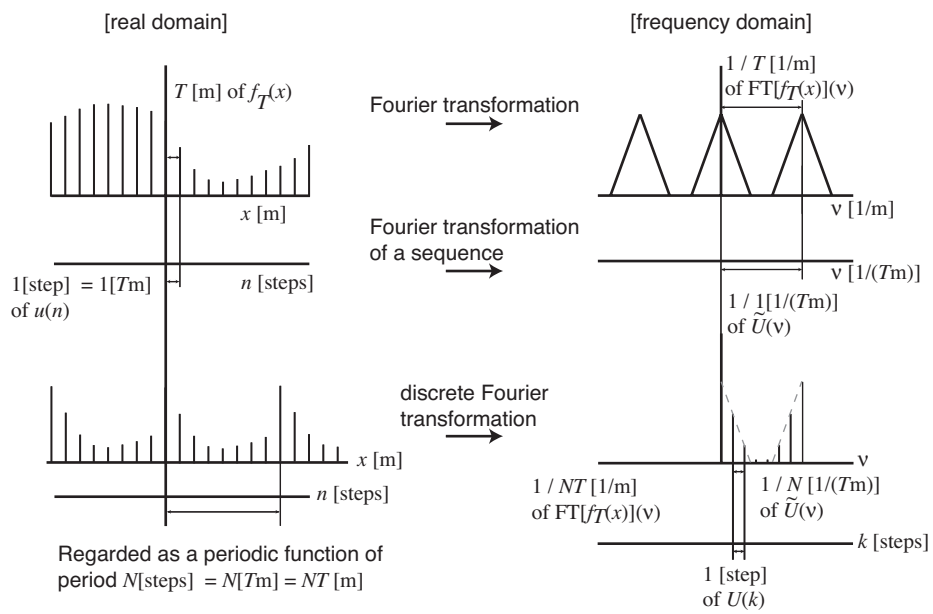 [real domain]
[frequency domain]
T [m] of f_T(x)
Fourier transformation
1 / T [1/m]
of FT[f_T(x)](ν)
x [m]
ν [1/m]
Fourier transformation
of a sequence
1[step] = 1[Tm]
of u(n)
n [steps]
ν [1/(Tm)]
1 / 1[1/(Tm)]
of Ũ(ν)
discrete Fourier
transformation
x [m]
ν
n [steps]
1 / NT [1/m]
of FT[f_T(x)](ν)
1 / N [1/(Tm)]
of Ũ(ν)
k [steps]
Regarded as a periodic function of
period N[steps] = N[Tm] = NT [m]
1 [step]
of U(k)